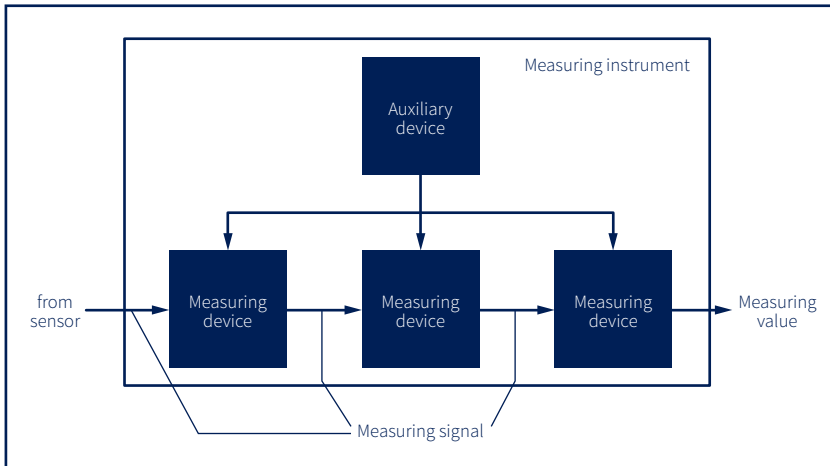 Measuring instrument
Auxiliary
device
from
sensor
Measuring
device
Measuring
device
Measuring
device
Measuring
value
Measuring signal